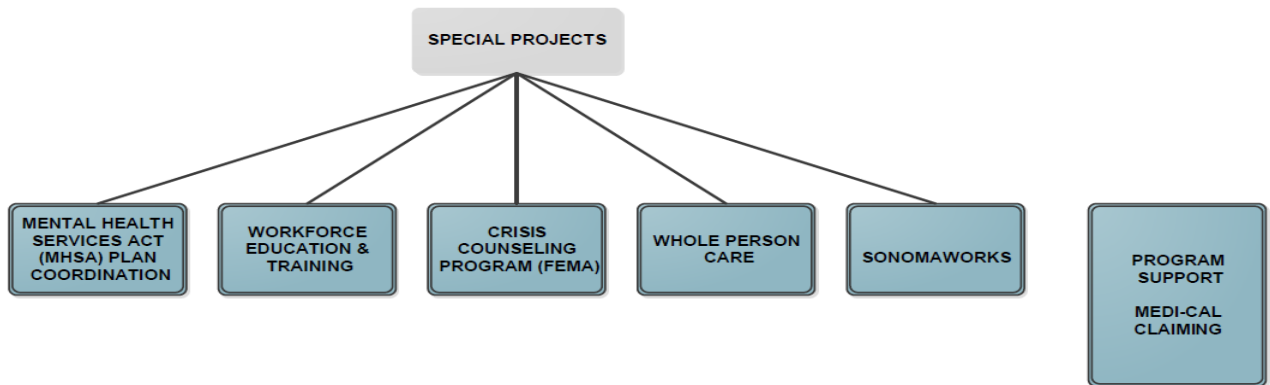 SPECIAL PROJECTS
MENTAL HEALTH
SERVICES ACT
(MHSA) PLAN
COORDINATION
WORKFORCE
EDUCATION &
TRAINING
CRISIS
COUNSELING
PROGRAM (FEMA)
WHOLE PERSON
CARE
SONOMAWORKS
PROGRAM
SUPPORT
MEDI-CAL
CLAIMING